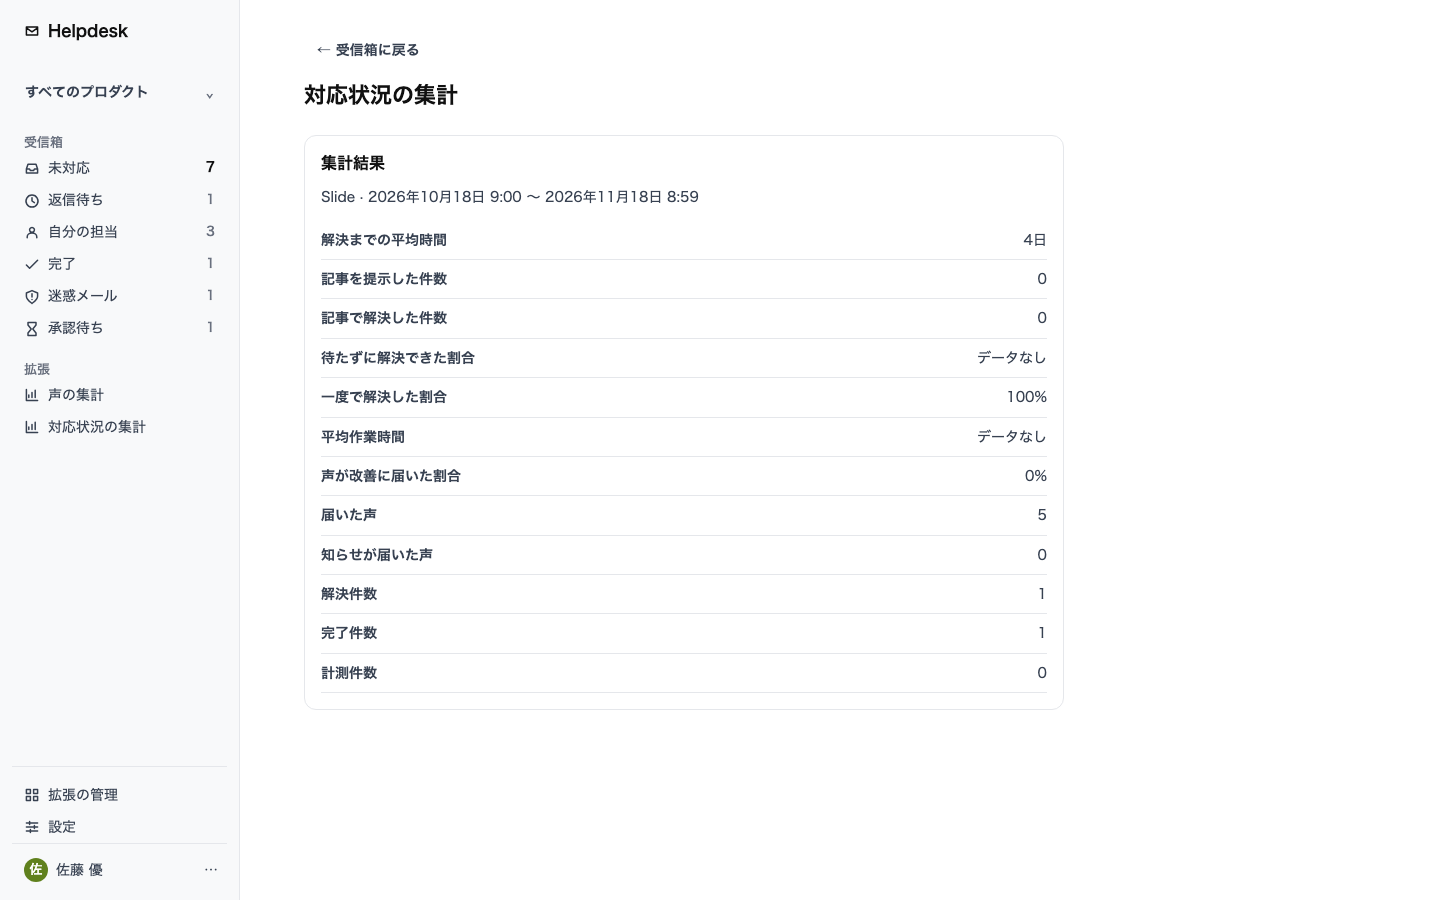 Helpdesk
すべてのプロダクト
受信箱
未対応 7
返信待ち 1
自分の担当 3
完了 1
迷惑メール 1
承認待ち 1
拡張
声の集計
対応状況の集計
拡張の管理
設定
佐 佐藤 優 …
← 受信箱に戻る
対応状況の集計
集計結果
Slide · 2026年10月18日 9:00 〜 2026年11月18日 8:59
解決までの平均時間 4日
記事を提示した件数 0
記事で解決した件数 0
待たずに解決できた割合 データなし
一度で解決した割合 100%
平均作業時間 データなし
声が改善に届いた割合 0%
届いた声 5
知らせが届いた声 0
解決件数 1
完了件数 1
計測件数 0